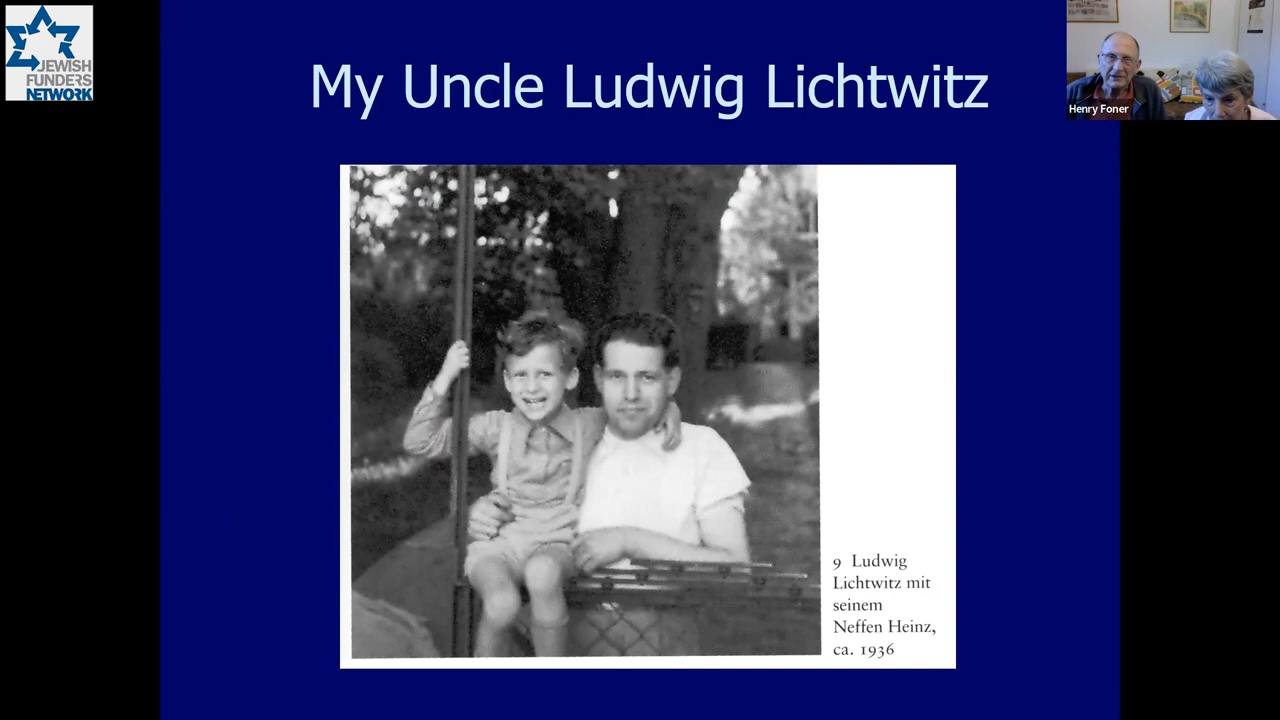 JEWISH
FUNDERS
NETWORK
My Uncle Ludwig Lichtwitz
Henry Foner
9 Ludwig
Lichtwitz mit
seinem
Neffen Heinz,
ca. 1936